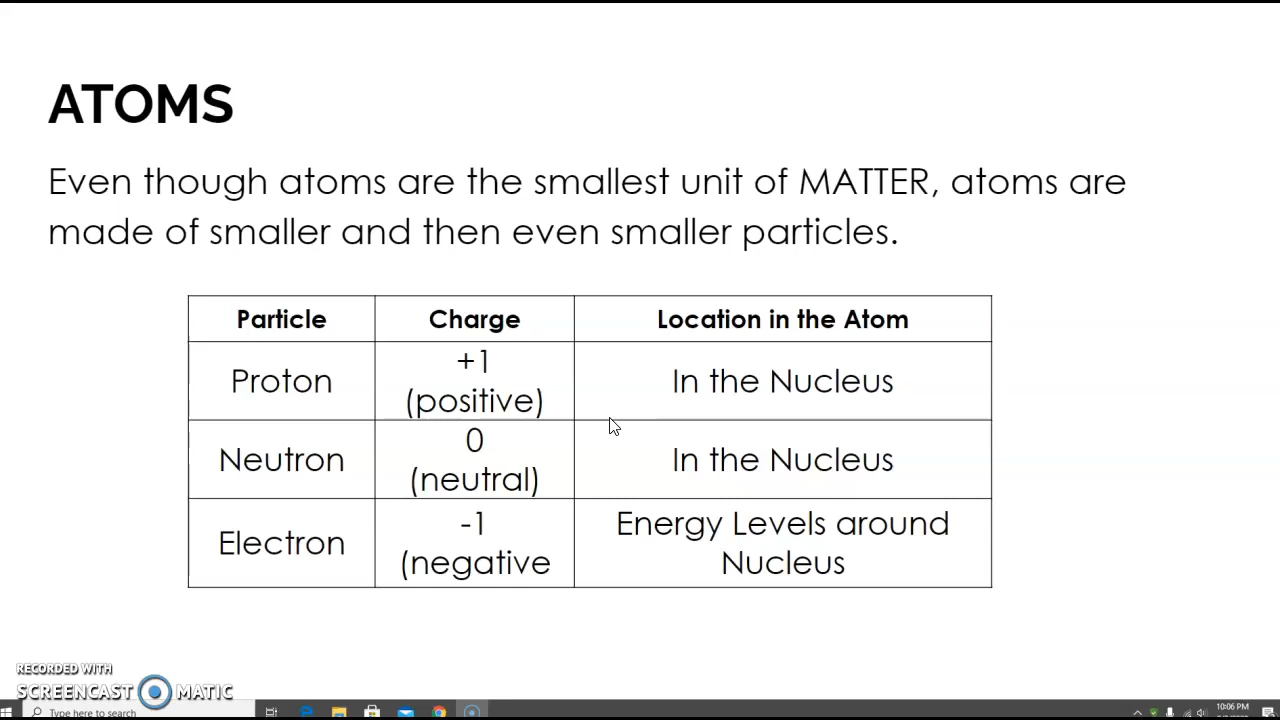 ATOMS
Even though atoms are the smallest unit of MATTER, atoms are
made of smaller and then even smaller particles.
Particle Charge Location in the Atom
Proton +1 (positive) In the Nucleus
Neutron 0 (neutral) In the Nucleus
Electron -1 (negative Energy Levels around Nucleus
RECORDED WITH
SCREENCAST MATIC
Type here to search
10:06 PM